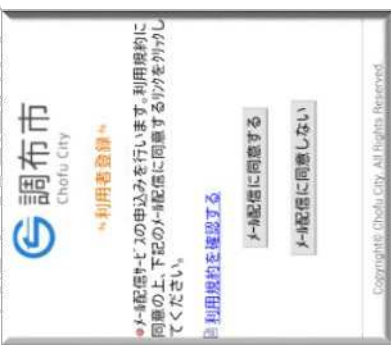 調布市
Chofu City
利用者登録
●ﾒｰﾙ配信ｻｰﾋﾞｽの申込みを行います。利用規約に
同意の上、下記のﾒｰﾙ配信に同意するﾘﾝｸをｸﾘｯｸし
てください。
利用規約を確認する
ﾒｰﾙ配信に同意する
ﾒｰﾙ配信に同意しない
Copyright© Chofu City. All Rights Reserved.